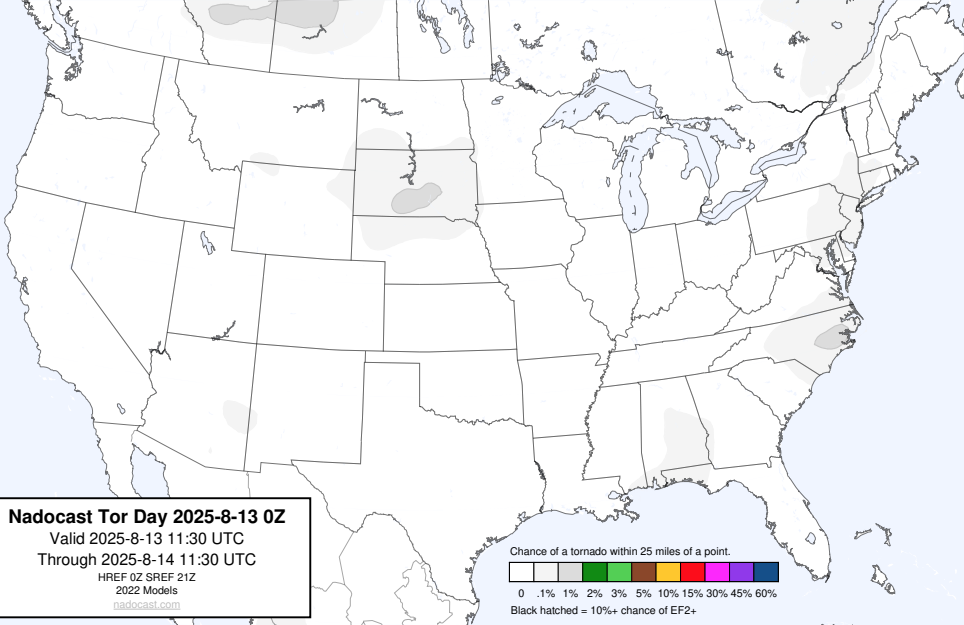 Nadocast Tor Day 2025-8-13 0Z
Valid 2025-8-13 11:30 UTC
Through 2025-8-14 11:30 UTC
HREF 0Z SREF 21Z
2022 Models
nadocast.com
Chance of a tornado within 25 miles of a point.
0 .1% 1% 2% 3% 5% 10% 15% 30% 45% 60%
Black hatched = 10%+ chance of EF2+